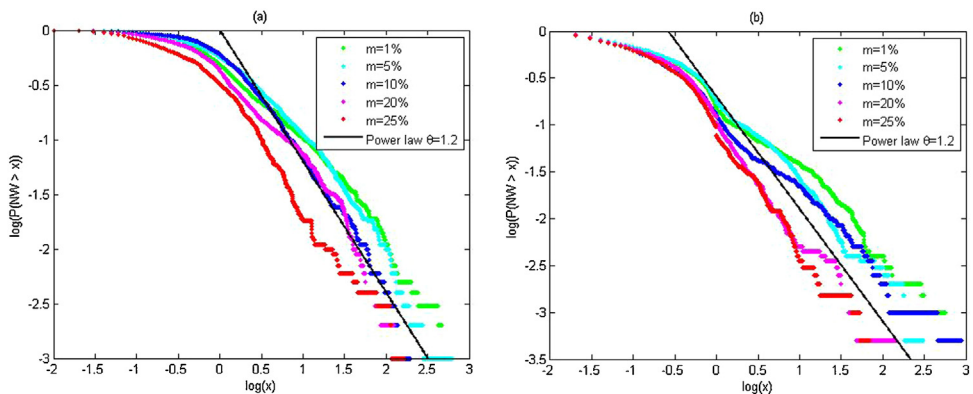 (a)
0
-0.5
-1
-1.5
-2
-2.5
-3
log(P(NW > x))
-2 -1.5 -1 -0.5 0 0.5 1 1.5 2 2.5 3
log(x)
m=1%
m=5%
m=10%
m=20%
m=25%
Power law θ=1.2
(b)
0
-0.5
-1
-1.5
-2
-2.5
-3
-3.5
log(P(NW > x))
-2 -1.5 -1 -0.5 0 0.5 1 1.5 2 2.5 3
log(x)
m=1%
m=5%
m=10%
m=20%
m=25%
Power law θ=1.2